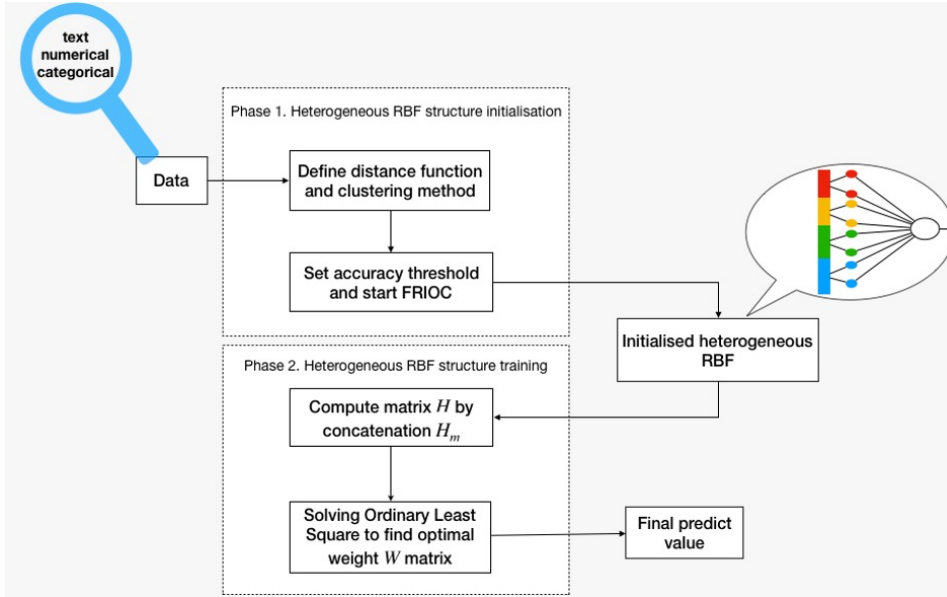 text
numerical
categorical
Phase 1. Heterogeneous RBF structure initialisation
Data
Define distance function
and clustering method
Set accuracy threshold
and start FRIOC
Initialised heterogeneous
RBF
Phase 2. Heterogeneous RBF structure training
Compute matrix H by
concatenation Hₘ
Solving Ordinary Least
Square to find optimal
weight W matrix
Final predict
value